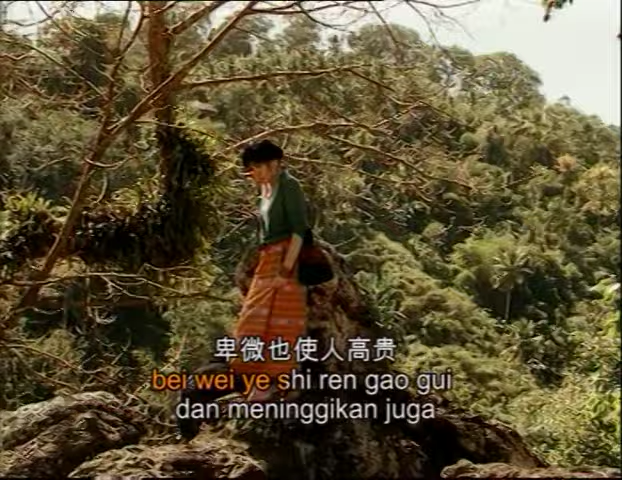 卑微也使人高贵
bei wei ye shi ren gao gui
dan meninggikan juga